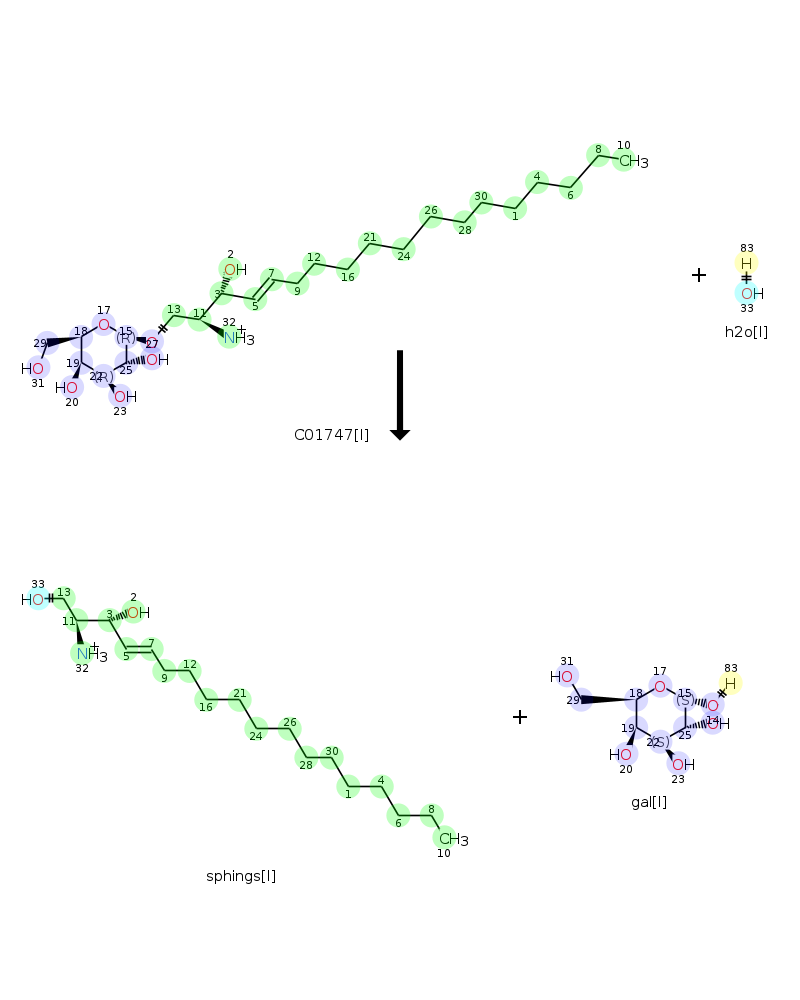 10
8
CH3
4
6
30
1
26
28
21
24
2
OH
12
7
16
3
9
5
83
H
+
OH
33
h2o[l]
17
13
11
32
NH3
+
18
O
15
(R)
27
29
19
OH
25
22
(R)
HO
31
HO
20
OH
23
C01747[l]
33
HO
13
2
OH
11
3
NH3
+
32
5
7
12
9
16
21
24
26
28
30
1
4
6
8
CH3
10
sphings[l]
+
31
HO
17
83
H
29
18
O
15
(S)
O
14
OH
19
25
22
(S)
HO
20
OH
23
gal[l]